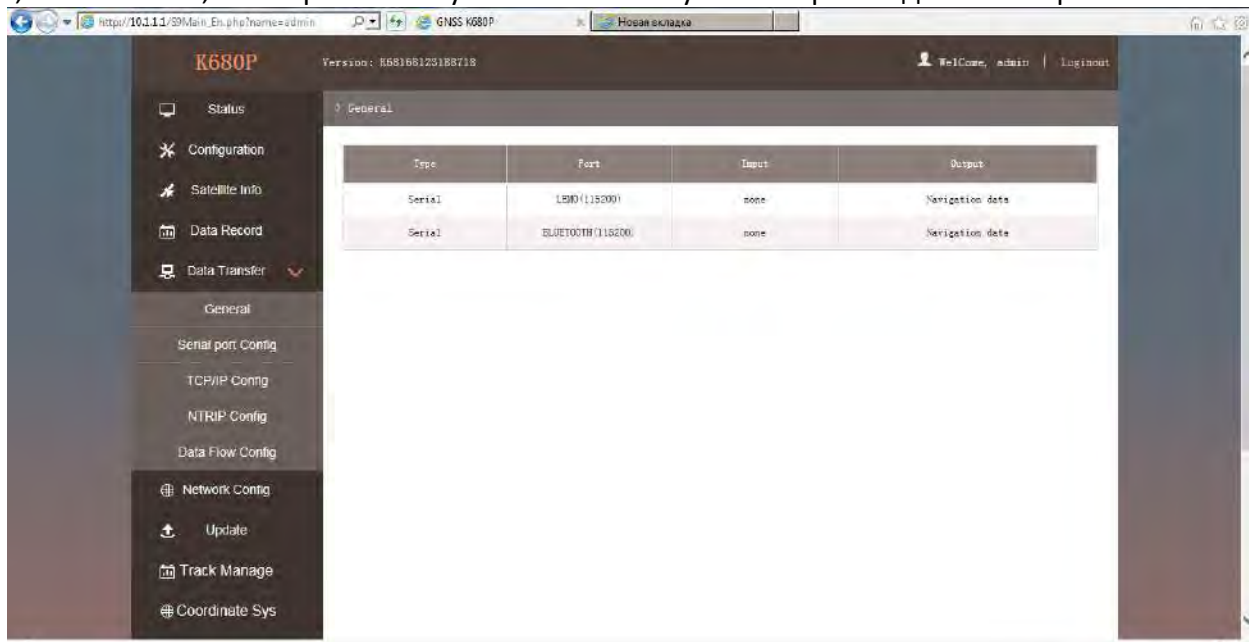 http://10.1.1.1/S9Main_En.php?name=admin
GNSS K680P
Новая вкладка
K680P
Version: K68168123188718
WelCome, admin | Loginout
Status
Configuration
Satellite Info
Data Record
Data Transfer
General
Serial port Config
TCP/IP Config
NTRIP Config
Data Flow Config
Network Config
Update
Track Manage
Coordinate Sys
> General
Type Port Input Output
Serial LEMO(115200) none Navigation data
Serial BLUETOOTH(115200) none Navigation data